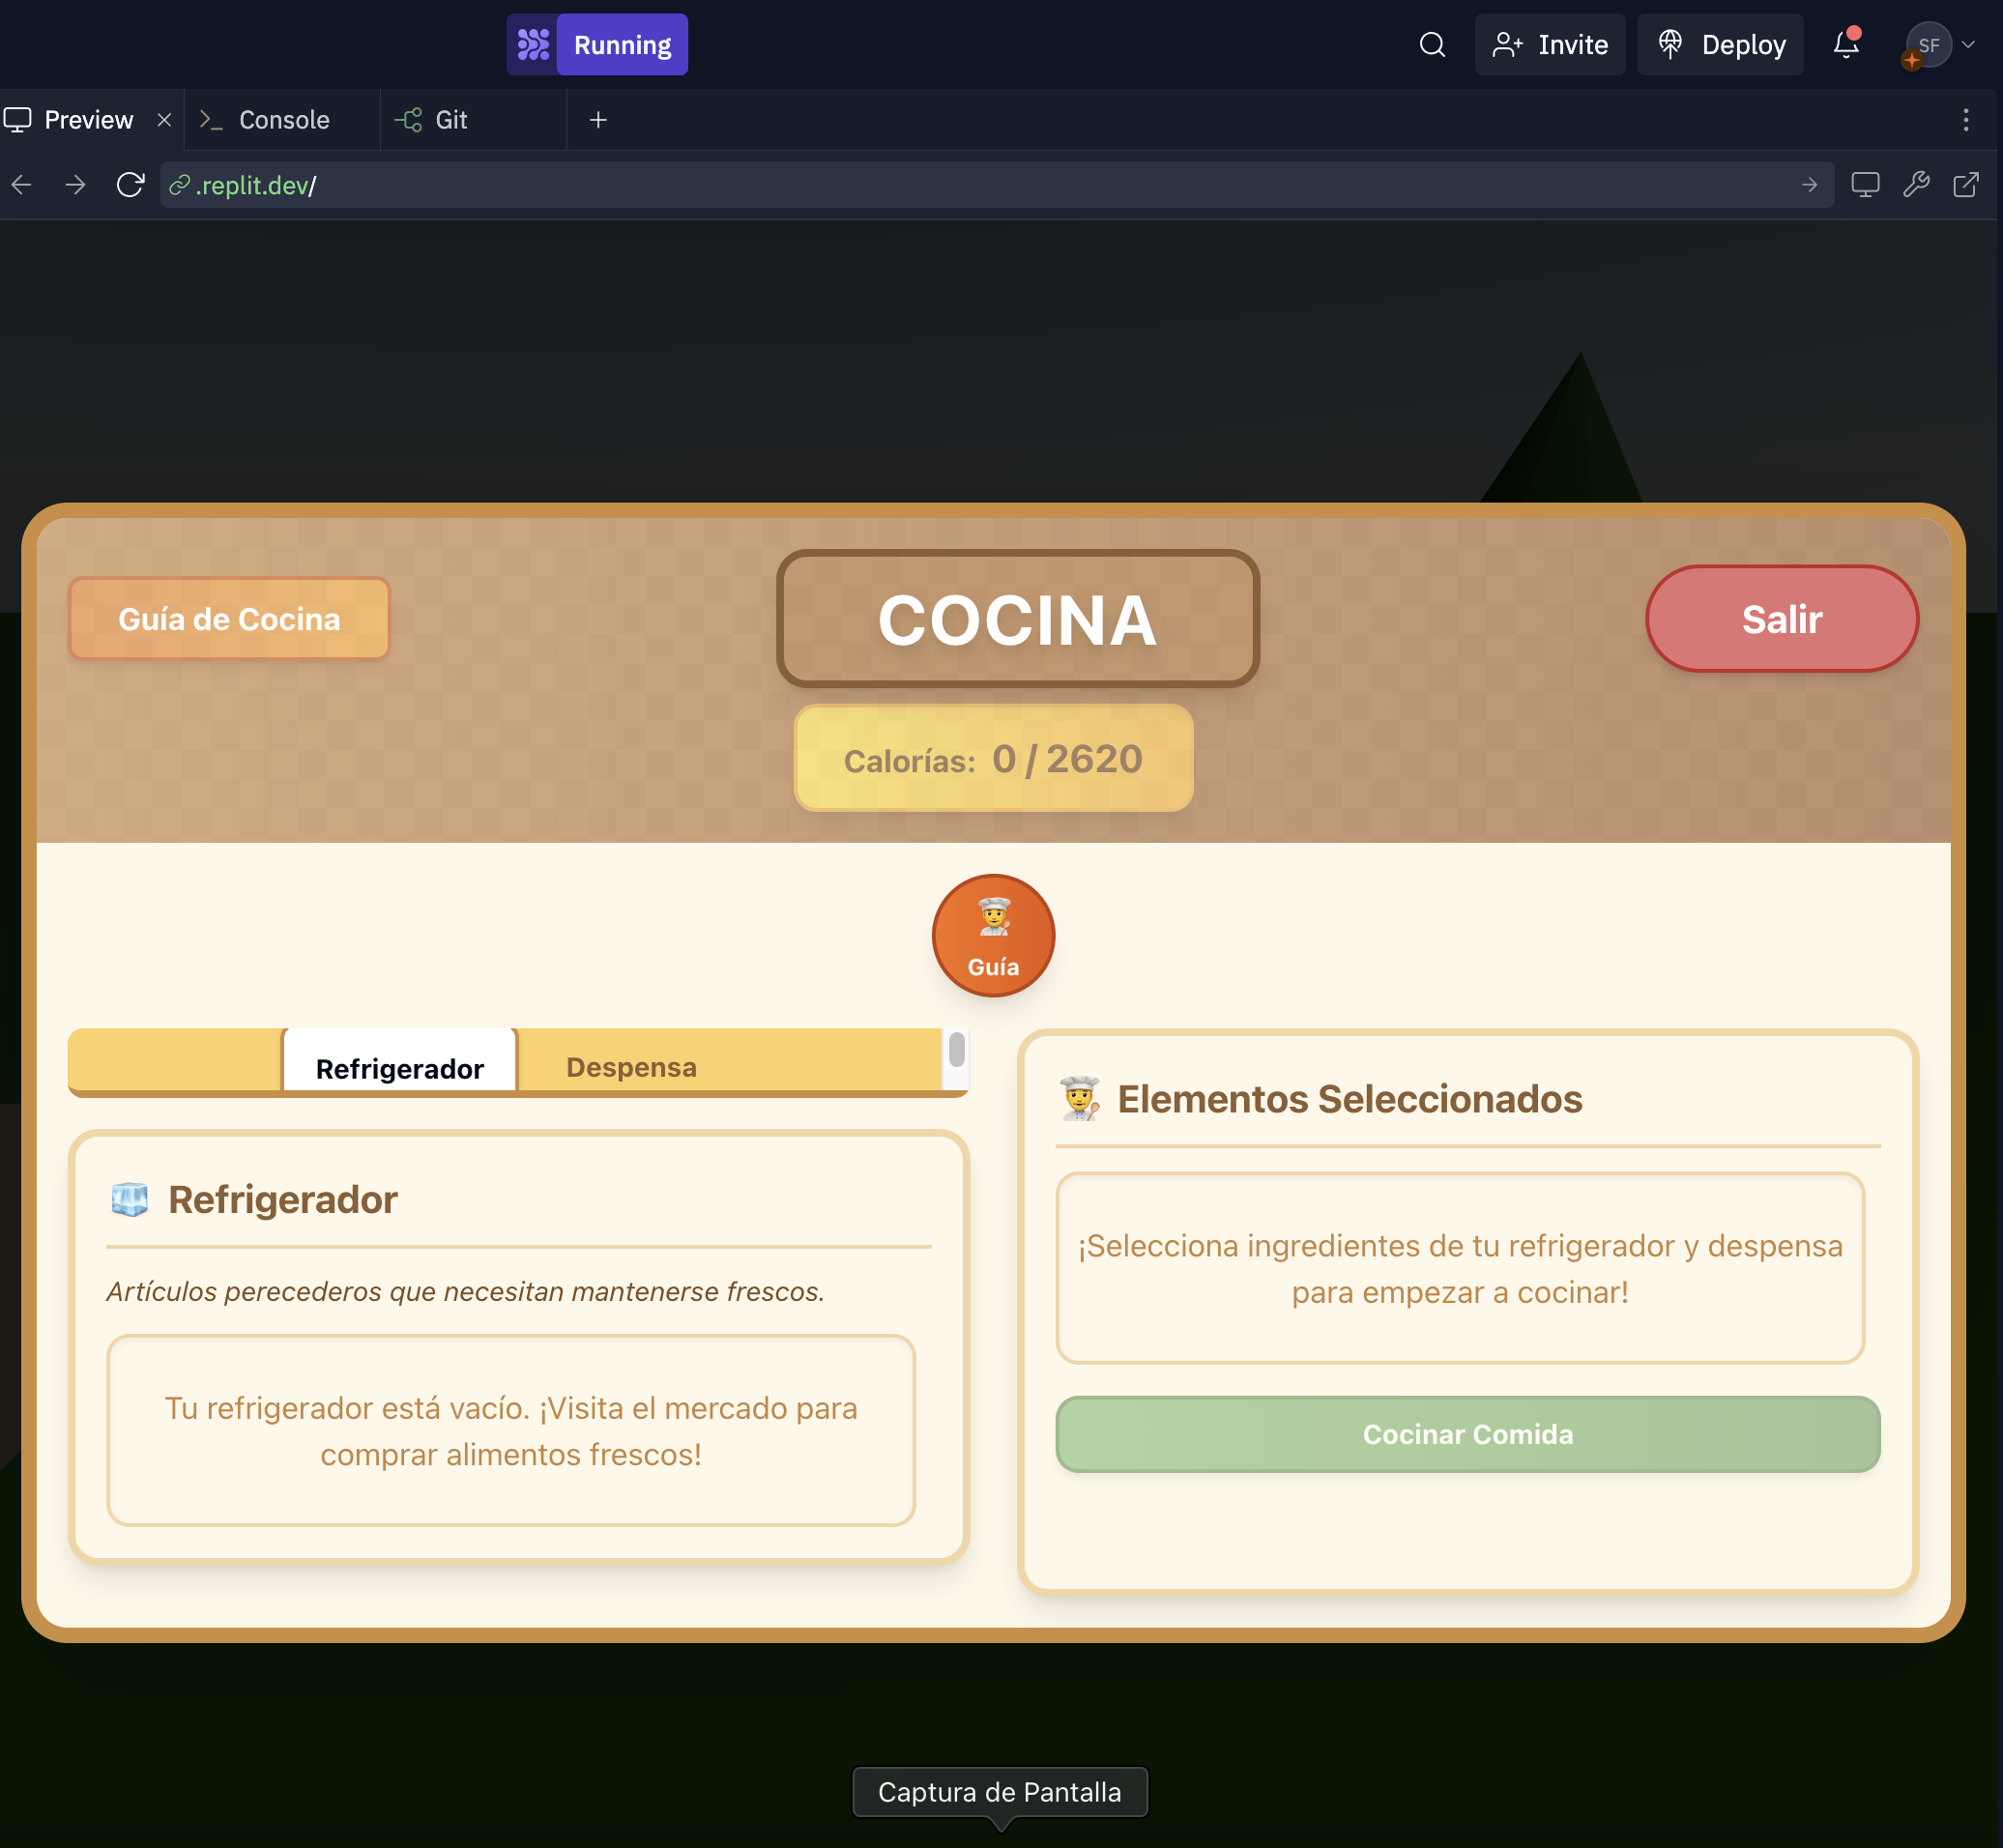 Running
Invite
Deploy
SF
Preview
Console
Git
.replit.dev/
Guía de Cocina
COCINA
Salir
Calorías: 0 / 2620
Guía
Refrigerador
Despensa
Refrigerador
Artículos perecederos que necesitan mantenerse frescos.
Tu refrigerador está vacío. ¡Visita el mercado para
comprar alimentos frescos!
Elementos Seleccionados
¡Selecciona ingredientes de tu refrigerador y despensa
para empezar a cocinar!
Cocinar Comida
Captura de Pantalla